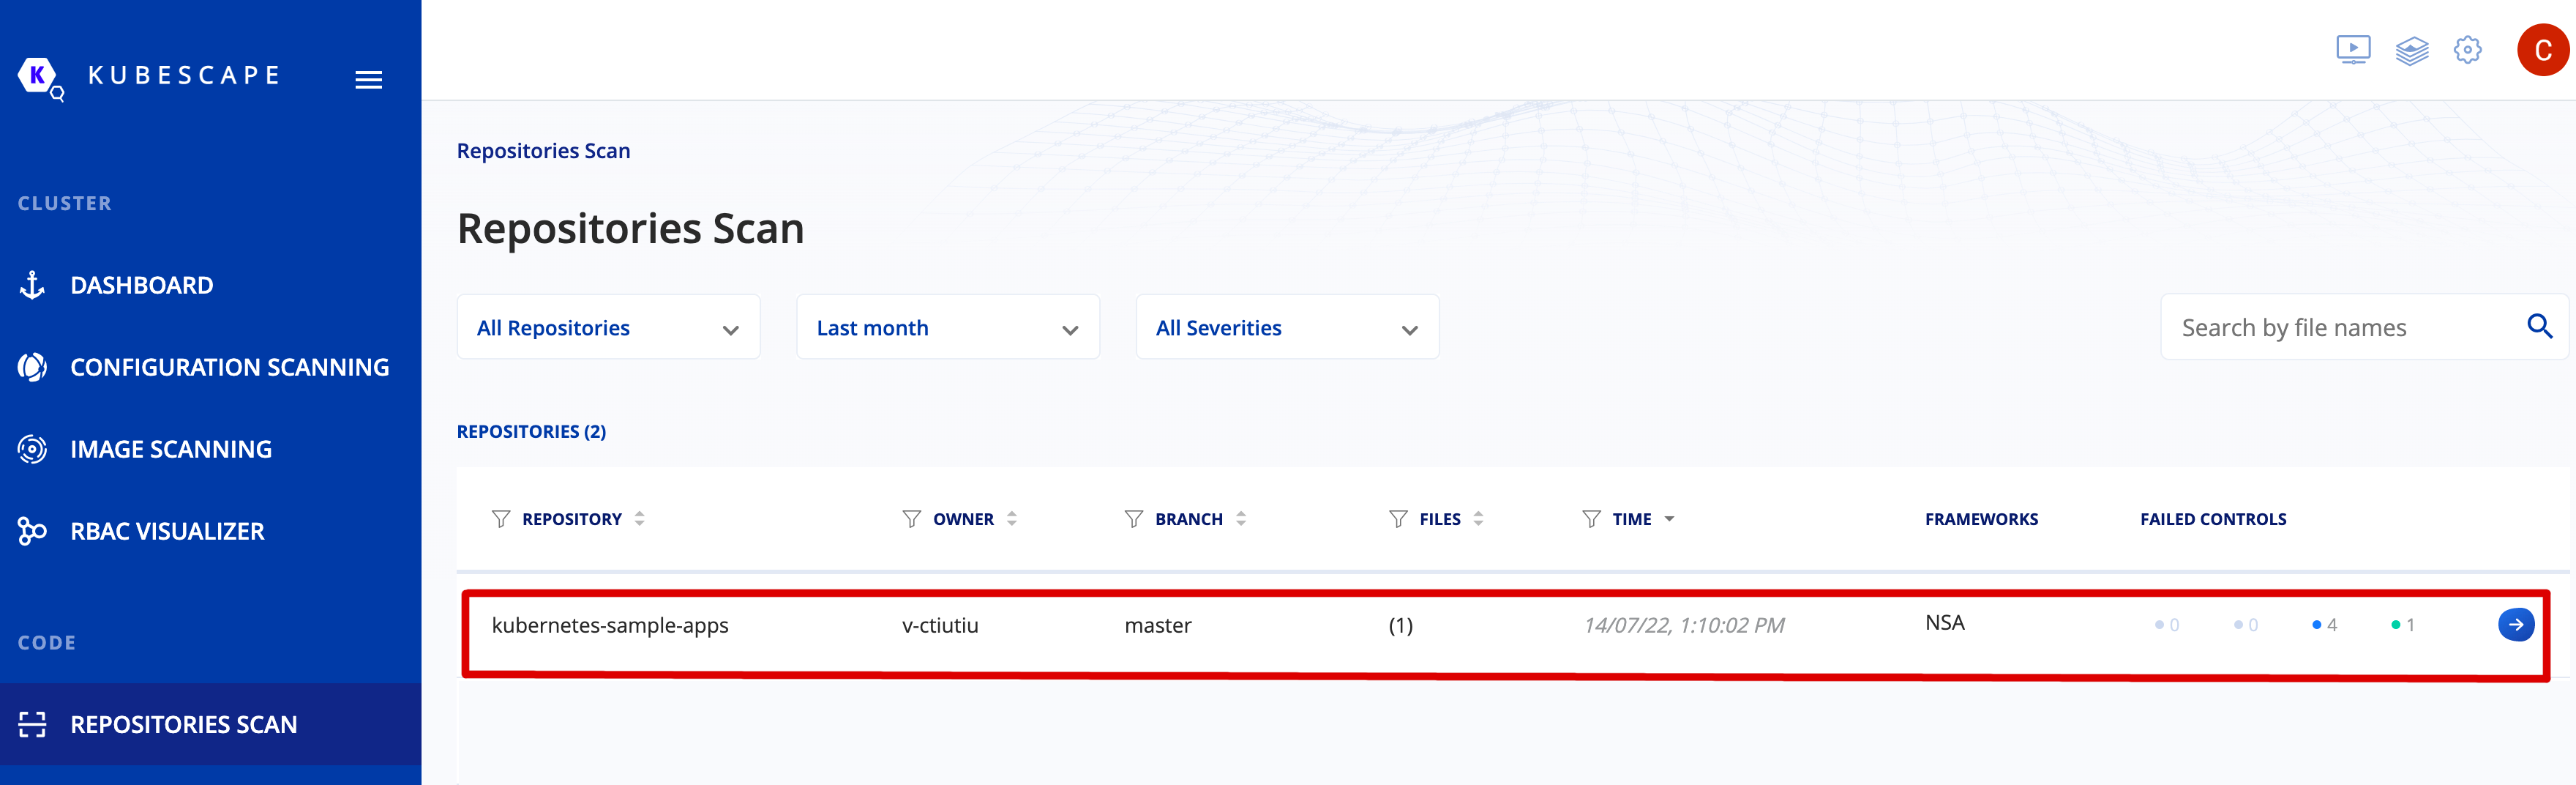 K KUBESCAPE
C
CLUSTER
DASHBOARD
CONFIGURATION SCANNING
IMAGE SCANNING
RBAC VISUALIZER
CODE
REPOSITORIES SCAN
Repositories Scan
Repositories Scan
All Repositories Last month All Severities Search by file names
REPOSITORIES (2)
REPOSITORY OWNER BRANCH FILES TIME FRAMEWORKS FAILED CONTROLS
kubernetes-sample-apps v-ctiutiu master (1) 14/07/22, 1:10:02 PM NSA 0 0 4 1